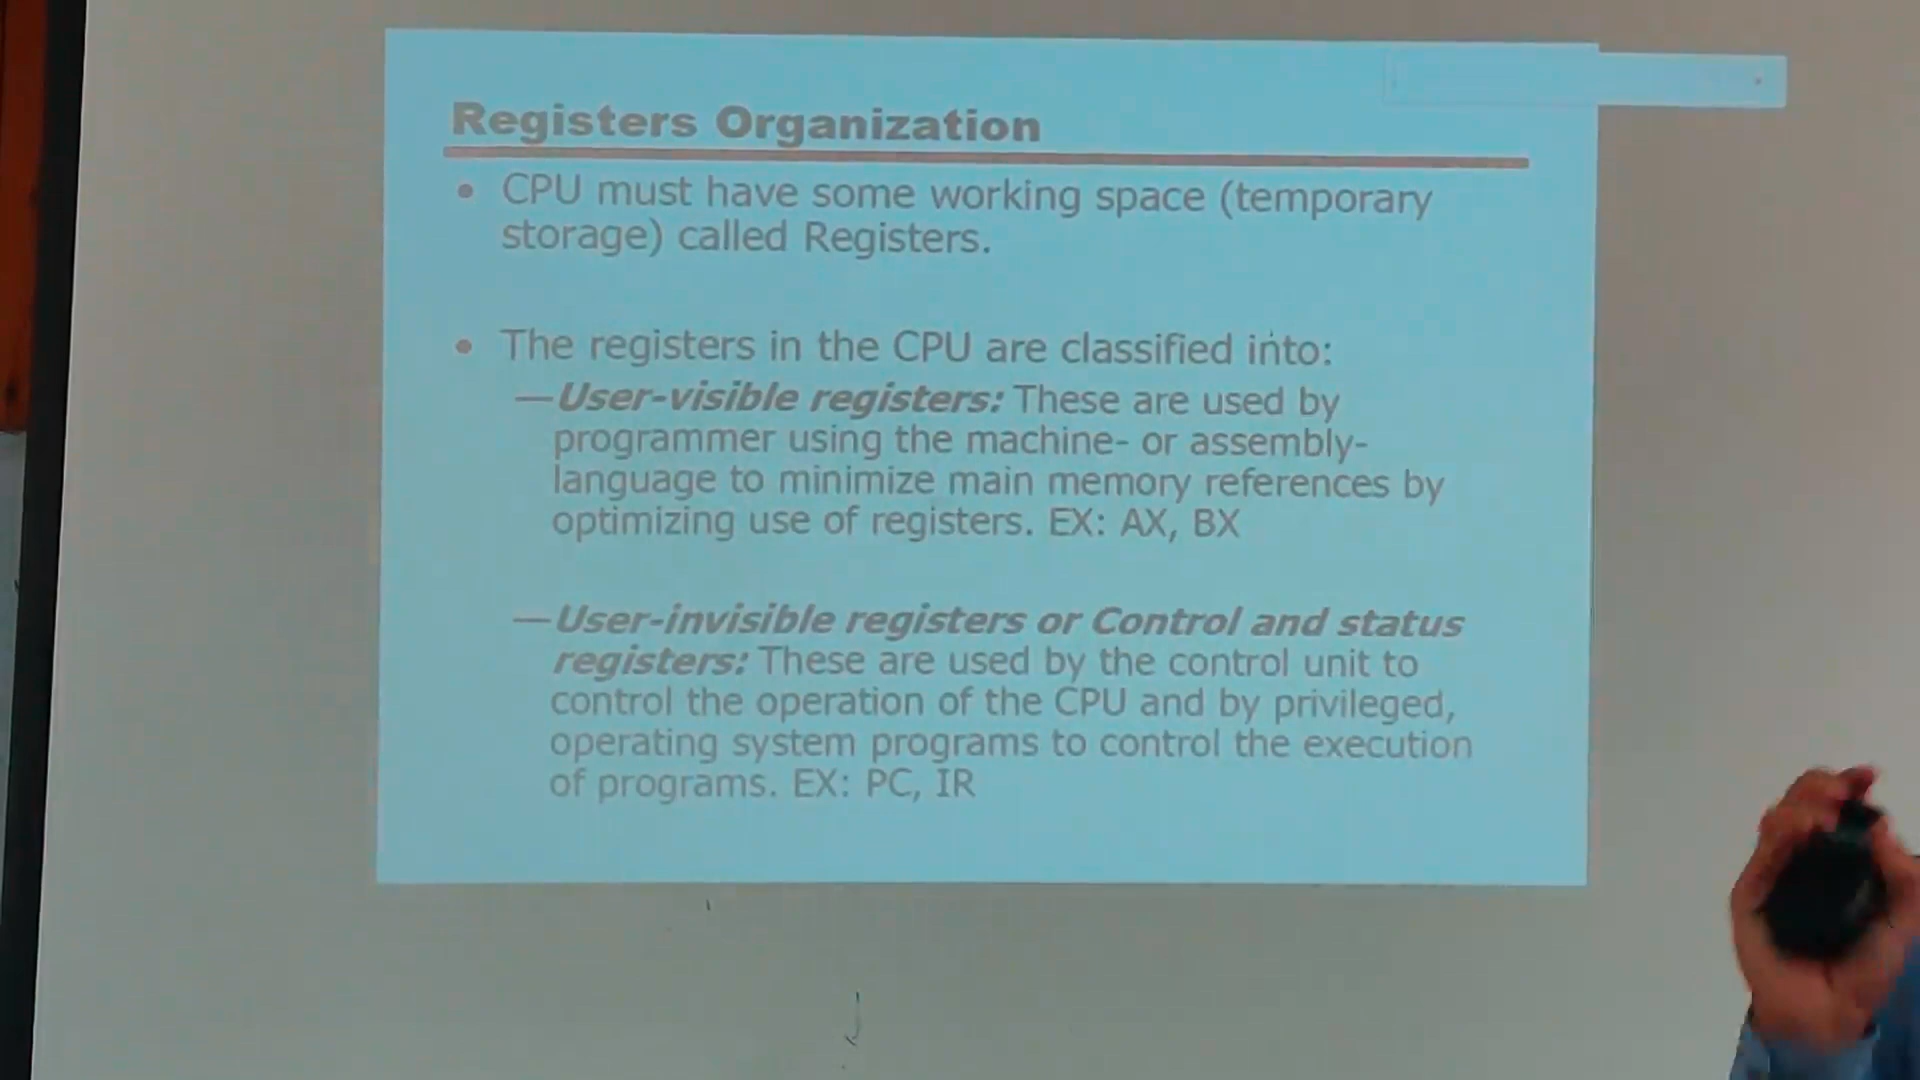 Registers Organization
• CPU must have some working space (temporary
storage) called Registers.
• The registers in the CPU are classified into:
—User-visible registers: These are used by
programmer using the machine- or assembly-
language to minimize main memory references by
optimizing use of registers. EX: AX, BX
—User-invisible registers or Control and status
registers: These are used by the control unit to
control the operation of the CPU and by privileged,
operating system programs to control the execution
of programs. EX: PC, IR